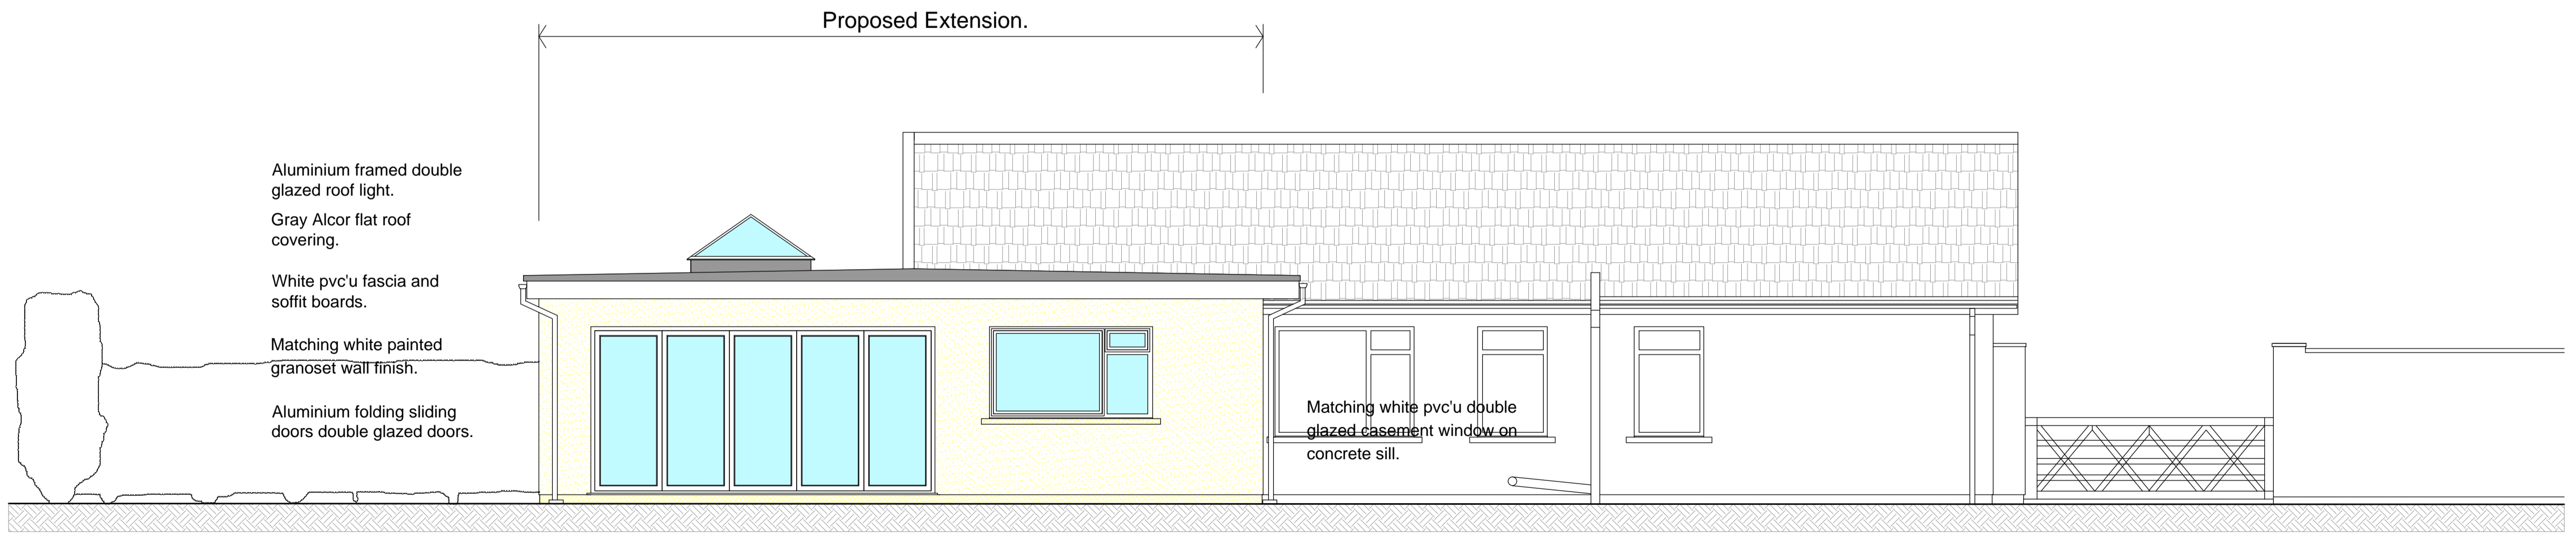 Proposed Extension.
Aluminium framed double
glazed roof light.
Gray Alcor flat roof
covering.
White pvc'u fascia and
soffit boards.
Matching white painted
granoset wall finish.
Aluminium folding sliding
doors double glazed doors.
Matching white pvc'u double
glazed casement window on
concrete sill.